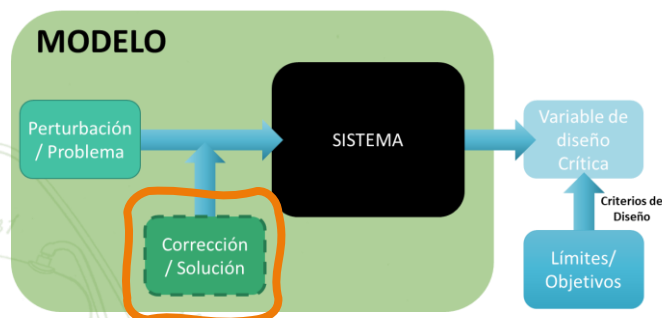 MODELO
Perturbación
/ Problema
SISTEMA
Variable de
diseño
Crítica
Criterios de
Diseño
Corrección
/ Solución
Límites/
Objetivos